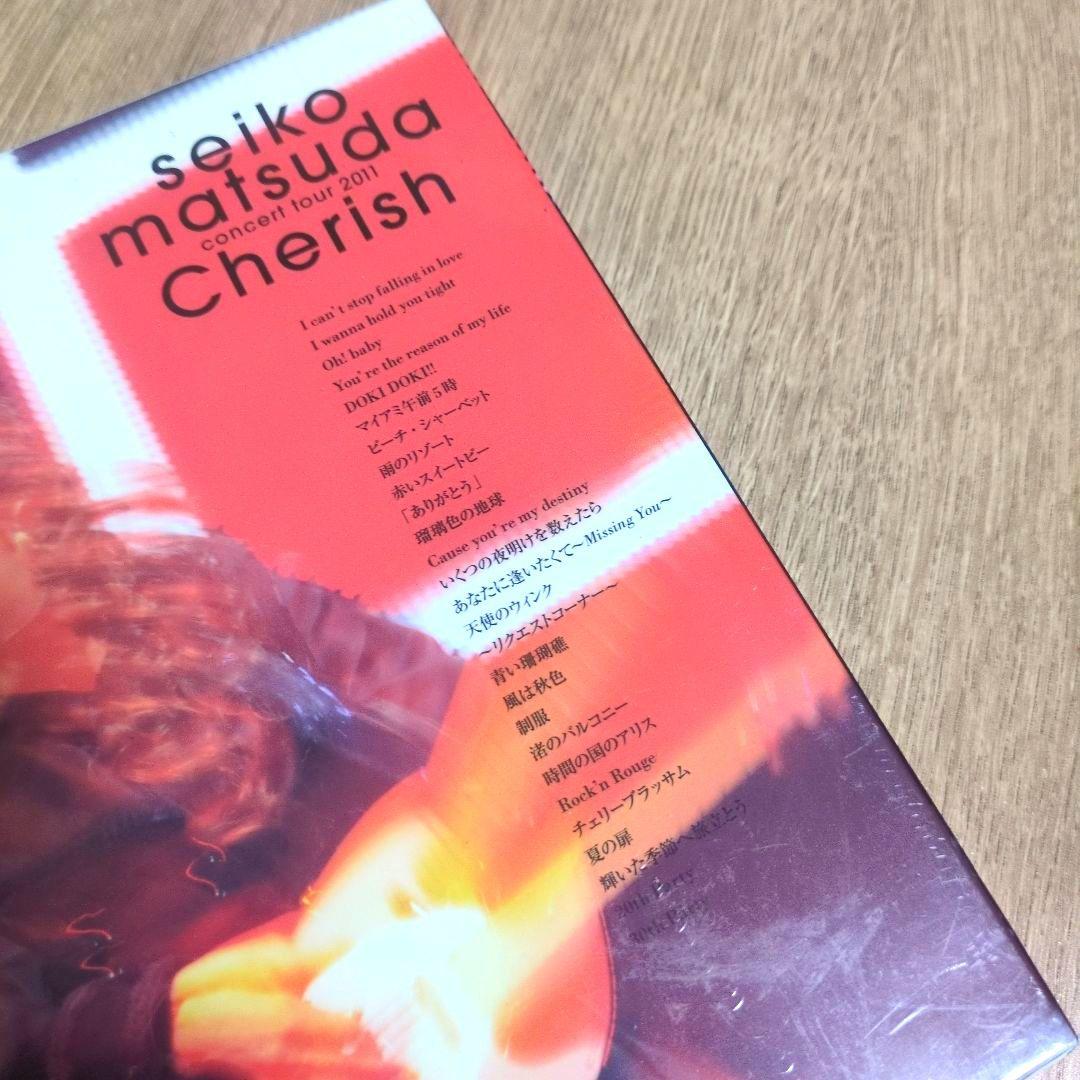 seiko
matsuda
concert tour 2011
Cherish
I can't stop falling in love
I wanna hold you tight
Oh! baby
You're the reason of my life
DOKI DOKI!!
マイアミ午前5時
ピーチ・シャーベット
雨のリゾート
赤いスイートピー
「ありがとう」
瑠璃色の地球
Cause you're my destiny
いくつの夜明けを数えたら
あなたに逢いたくて〜Missing You〜
天使のウィンク
〜リクエストコーナー〜
青い珊瑚礁
風は秋色
制服
渚のバルコニー
時間の国のアリス
Rock'n Rouge
チェリーブラッサム
夏の扉
輝いた季節へ旅立とう
20th Party
30th Party